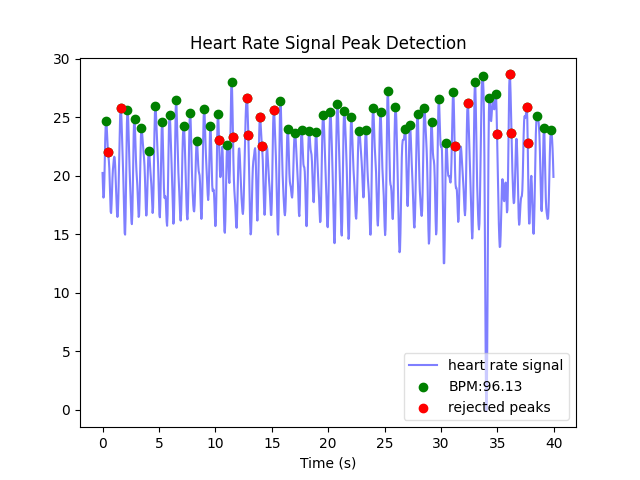 Heart Rate Signal Peak Detection
30
25
20
15
10
5
0
heart rate signal
BPM:96.13
rejected peaks
0 5 10 15 20 25 30 35 40
Time (s)